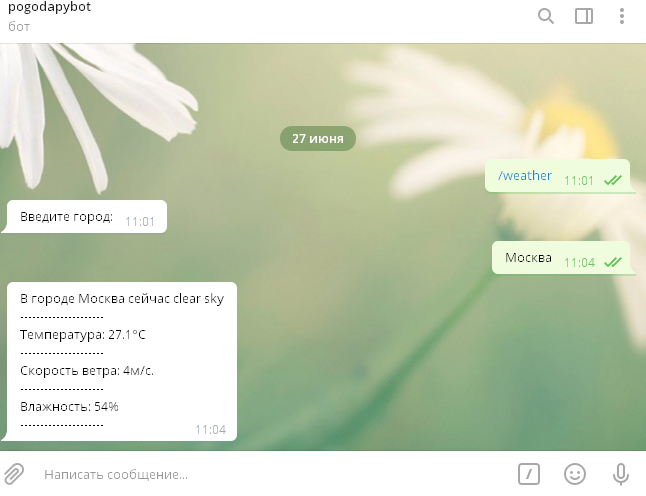 pogodapybot
бот
27 июня
/weather 11:01
Введите город: 11:01
Москва 11:04
В городе Москва сейчас clear sky
--------------------
Температура: 27.1°C
--------------------
Скорость ветра: 4м/с.
--------------------
Влажность: 54%
--------------------
11:04
Написать сообщение...